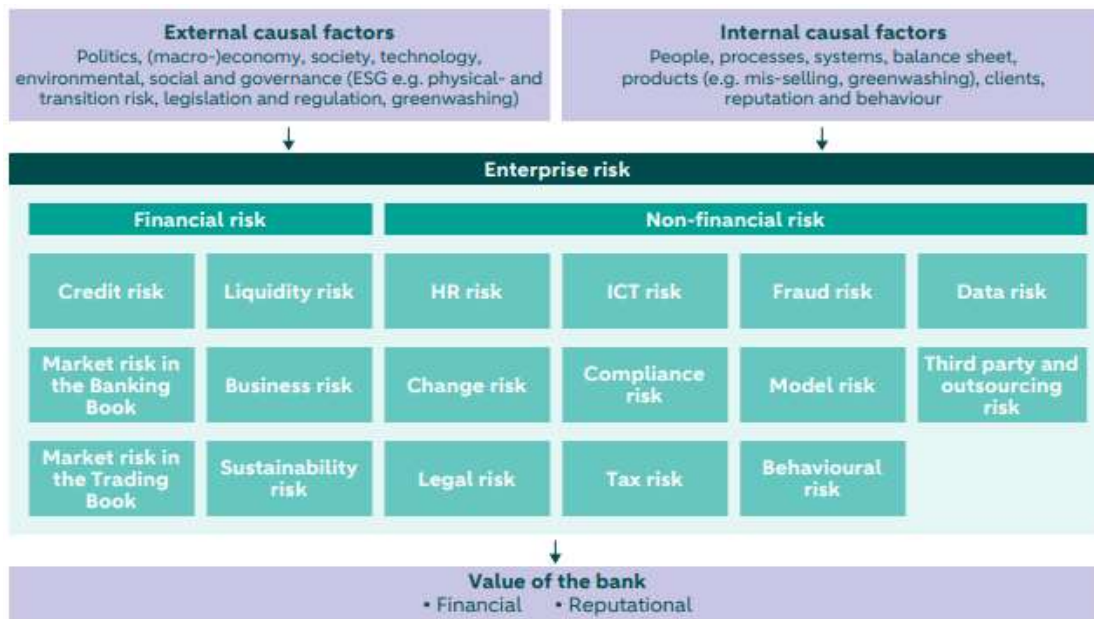 External causal factors
Politics, (macro-)economy, society, technology,
environmental, social and governance (ESG e.g. physical- and
transition risk, legislation and regulation, greenwashing)
Internal causal factors
People, processes, systems, balance sheet,
products (e.g. mis-selling, greenwashing), clients,
reputation and behaviour
Enterprise risk
Financial risk
Non-financial risk
Credit risk
Liquidity risk
HR risk
ICT risk
Fraud risk
Data risk
Market risk in
the Banking
Book
Business risk
Change risk
Compliance
risk
Model risk
Third party and
outsourcing
risk
Market risk in
the Trading
Book
Sustainability
risk
Legal risk
Tax risk
Behavioural
risk
Value of the bank
• Financial • Reputational